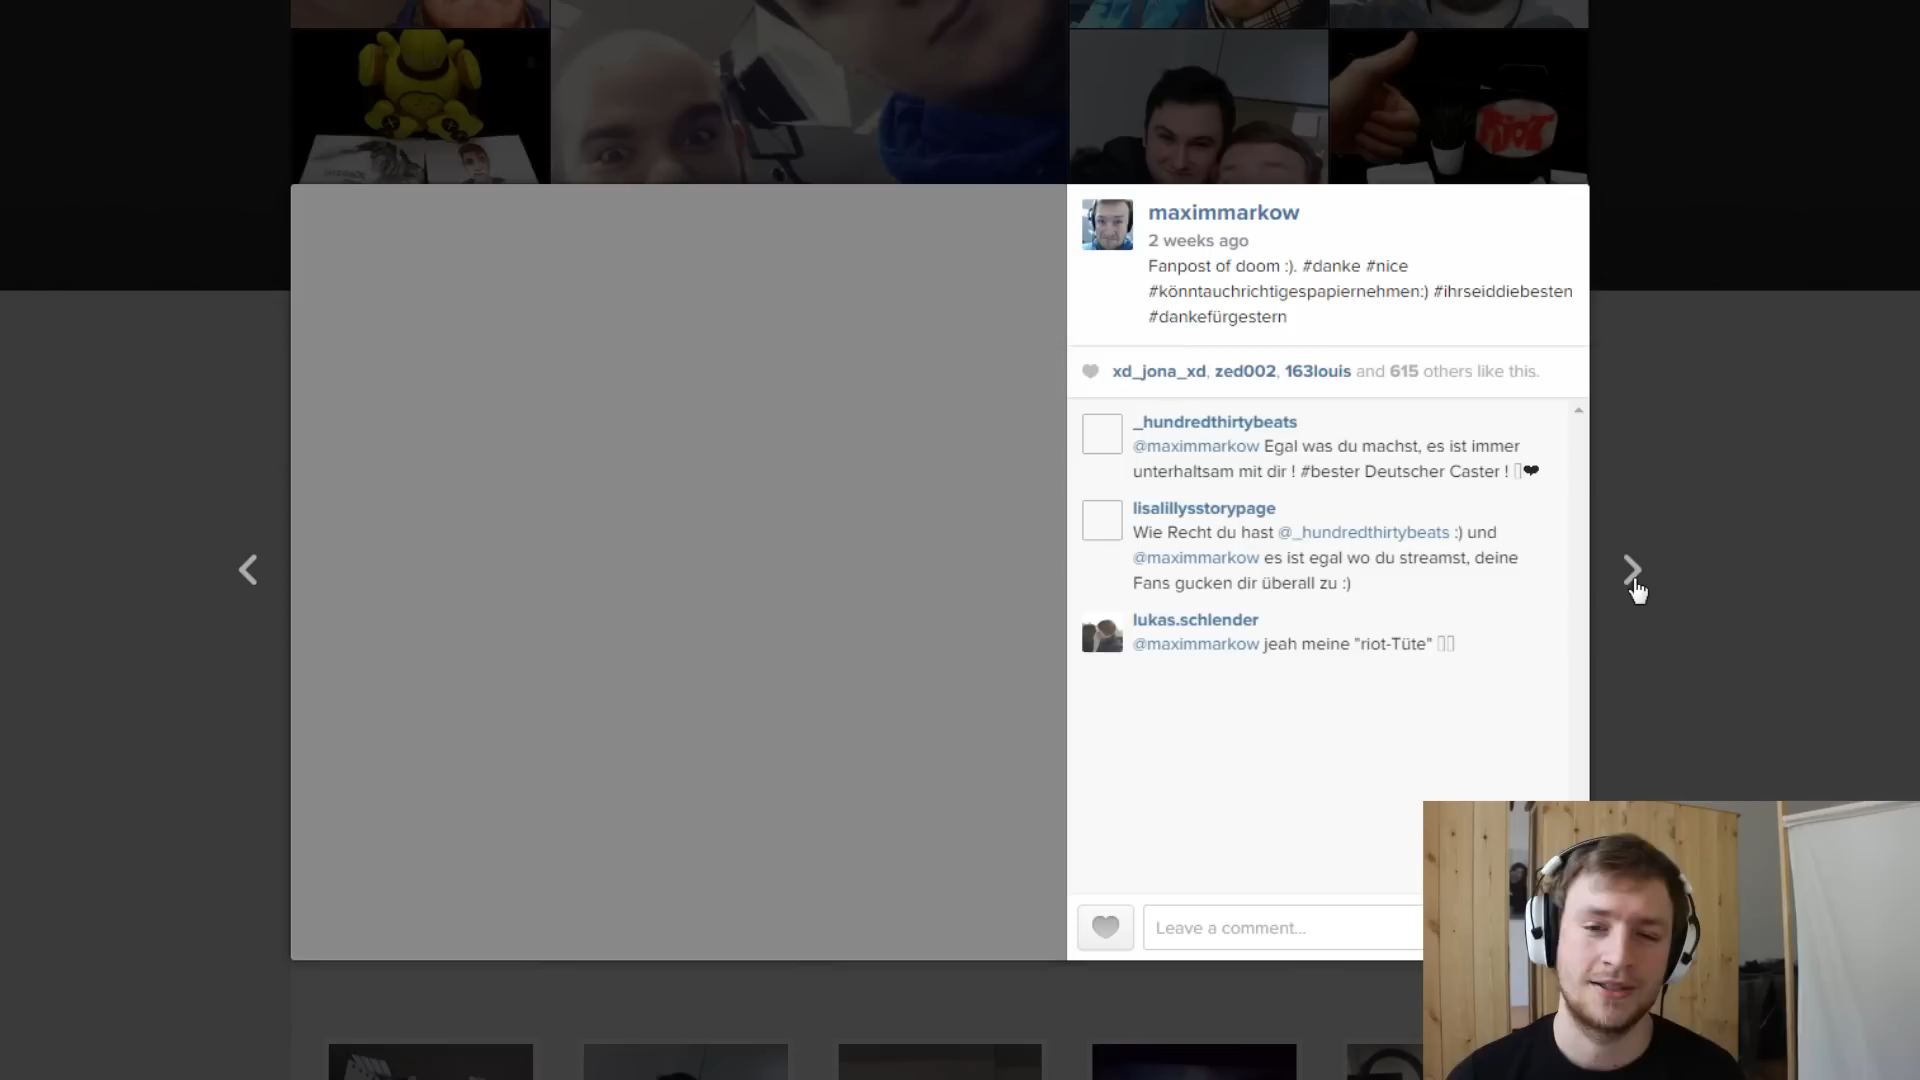 maximmarkow
2 weeks ago
Fanpost of doom :). #danke #nice
#könntauchrichtigespapiernehmen:) #ihrseiddiebesten
#dankefürgestern
xd_jona_xd, zed002, 163louis and 615 others like this.
_hundredthirtybeats
@maximmarkow Egal was du machst, es ist immer
unterhaltsam mit dir ! #bester Deutscher Caster ! ❤
lisalillysstorypage
Wie Recht du hast @_hundredthirtybeats :) und
@maximmarkow es ist egal wo du streamst, deine
Fans gucken dir überall zu :)
lukas.schlender
@maximmarkow jeah meine "riot-Tüte"
Leave a comment...